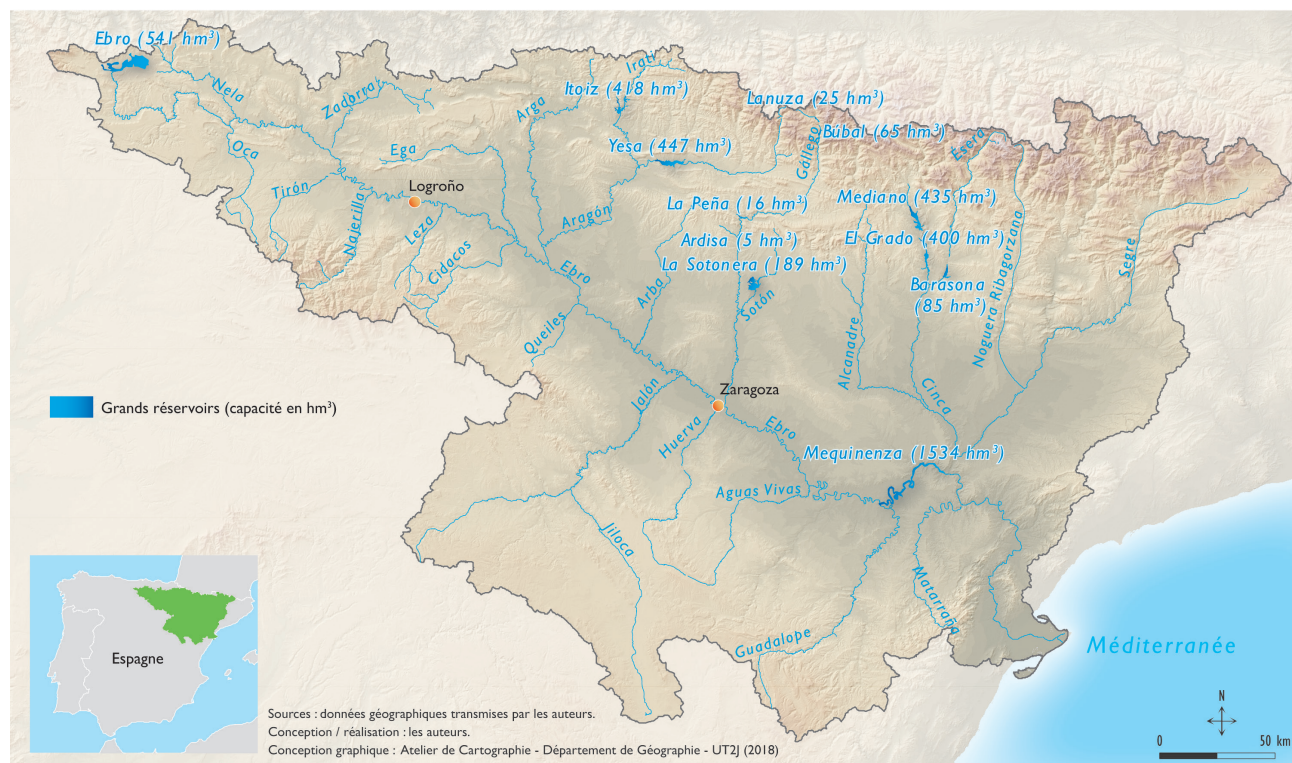 Ebro (541 hm³)
Nela
Zadorra
Oca
Tirón
Najerilla
Ega
Logroño
Leza
Cidacos
Arga
Irati
Itoiz (418 hm³)
Yesa (447 hm³)
Aragón
Ebro
Lanuza (25 hm³)
Búbal (65 hm³)
Gállego
Ésera
La Peña (16 hm³)
Mediano (435 hm³)
Ardisa (5 hm³)
El Grado (400 hm³)
La Sotonera (189 hm³)
Barasona
(85 hm³)
Noguera Ribagorzana
Segre
Arba
Sotón
Queiles
Alcanadre
Cinca
Jalón
Zaragoza
Huerva
Ebro
Mequinenza (1534 hm³)
Aguas Vivas
Jiloca
Matarraña
Guadalope
Grands réservoirs (capacité en hm³)
Espagne
Méditerranée
Sources : données géographiques transmises par les auteurs.
Conception / réalisation : les auteurs.
Conception graphique : Atelier de Cartographie - Département de Géographie - UT2J (2018)
N
0 50 km